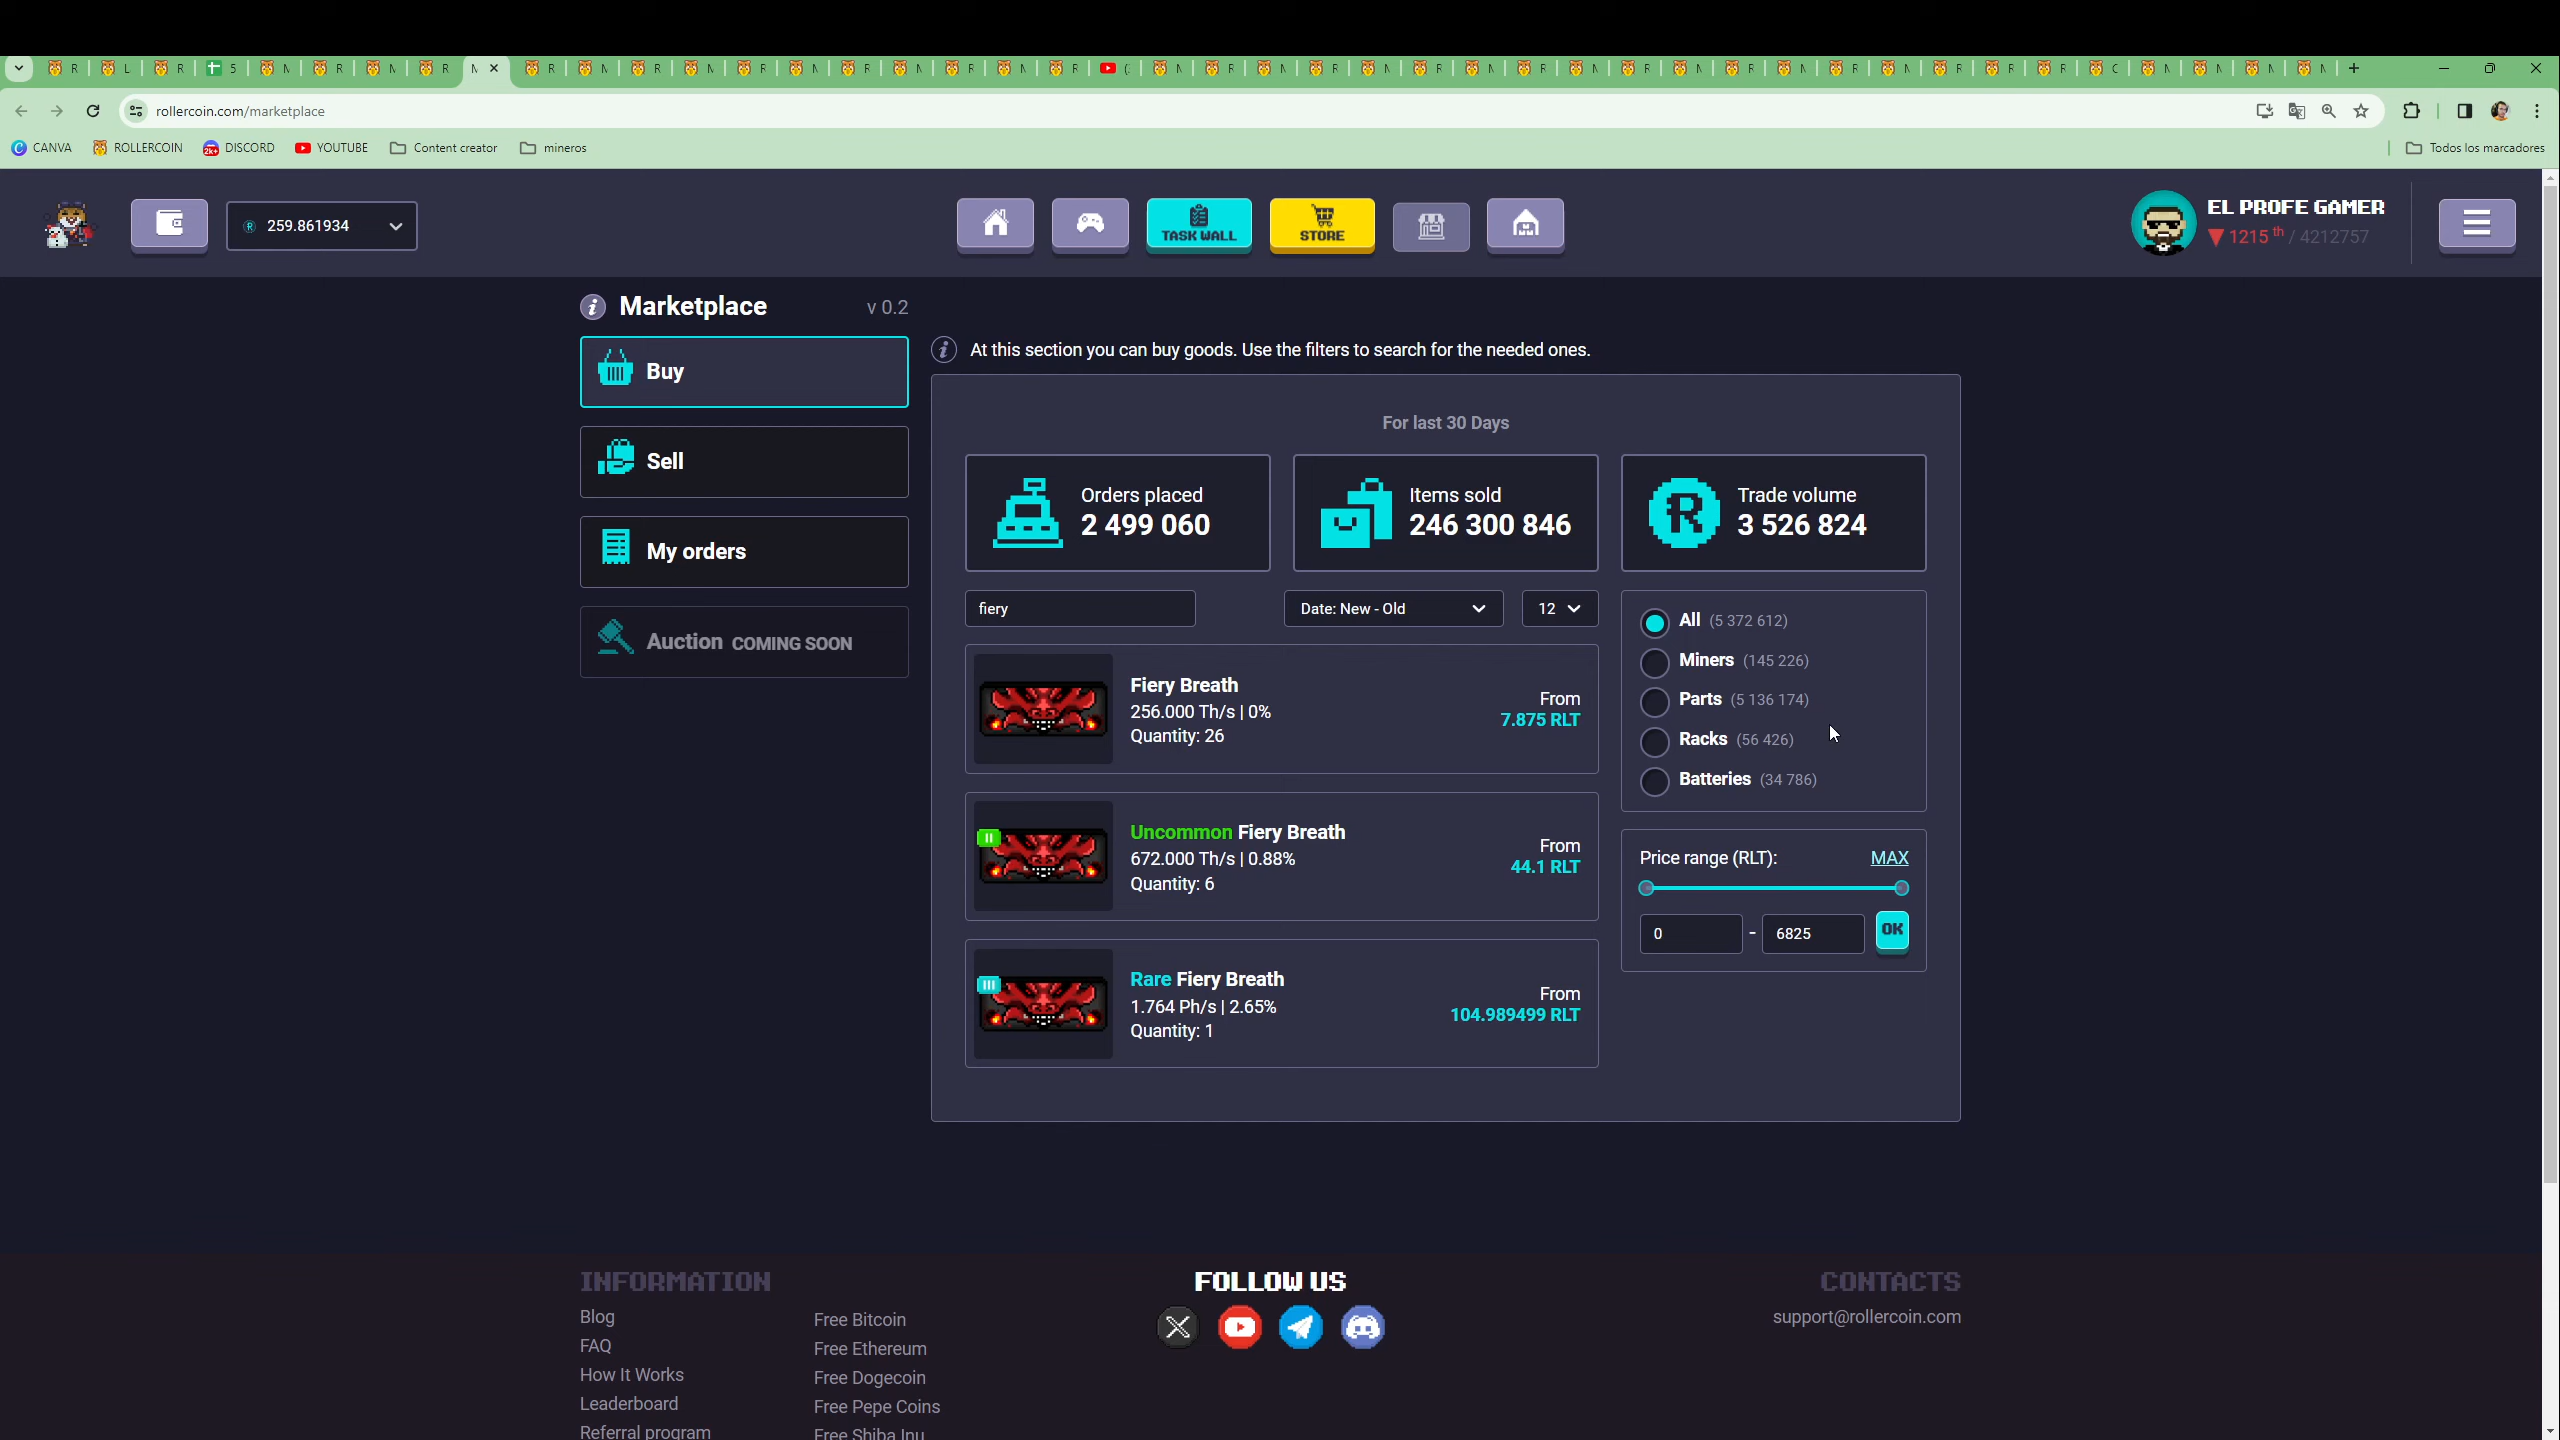 R
L
R
5
M
R
M
R
M
R
M
R
M
R
M
R
M
R
M
R
(
M
R
M
R
M
R
M
R
M
R
M
R
M
R
M
R
R
R
C
M
M
M
M
rollercoin.com/marketplace
CANVA
ROLLERCOIN
2k+
DISCORD
YOUTUBE
Content creator
mineros
Todos los marcadores
259.861934
TASK WALL
STORE
EL PROFE GAMER
1215 th / 4212757
Marketplace v 0.2
Buy
Sell
My orders
Auction COMING SOON
At this section you can buy goods. Use the filters to search for the needed ones.
For last 30 Days
Orders placed
2 499 060
Items sold
246 300 846
Trade volume
3 526 824
fiery
Date: New - Old
12
Fiery Breath
256.000 Th/s | 0%
Quantity: 26
From
7.875 RLT
Uncommon Fiery Breath
672.000 Th/s | 0.88%
Quantity: 6
From
44.1 RLT
Rare Fiery Breath
1.764 Ph/s | 2.65%
Quantity: 1
From
104.989499 RLT
All (5 372 612)
Miners (145 226)
Parts (5 136 174)
Racks (56 426)
Batteries (34 786)
Price range (RLT): MAX
0 - 6825 OK
INFORMATION
Blog
FAQ
How It Works
Leaderboard
Referral program
Free Bitcoin
Free Ethereum
Free Dogecoin
Free Pepe Coins
Free Shiba Inu
FOLLOW US
CONTACTS
support@rollercoin.com